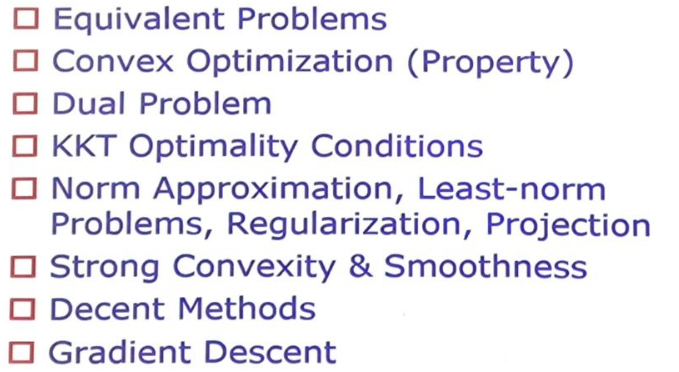 Equivalent Problems
Convex Optimization (Property)
Dual Problem
KKT Optimality Conditions
Norm Approximation, Least-norm
Problems, Regularization, Projection
Strong Convexity & Smoothness
Decent Methods
Gradient Descent